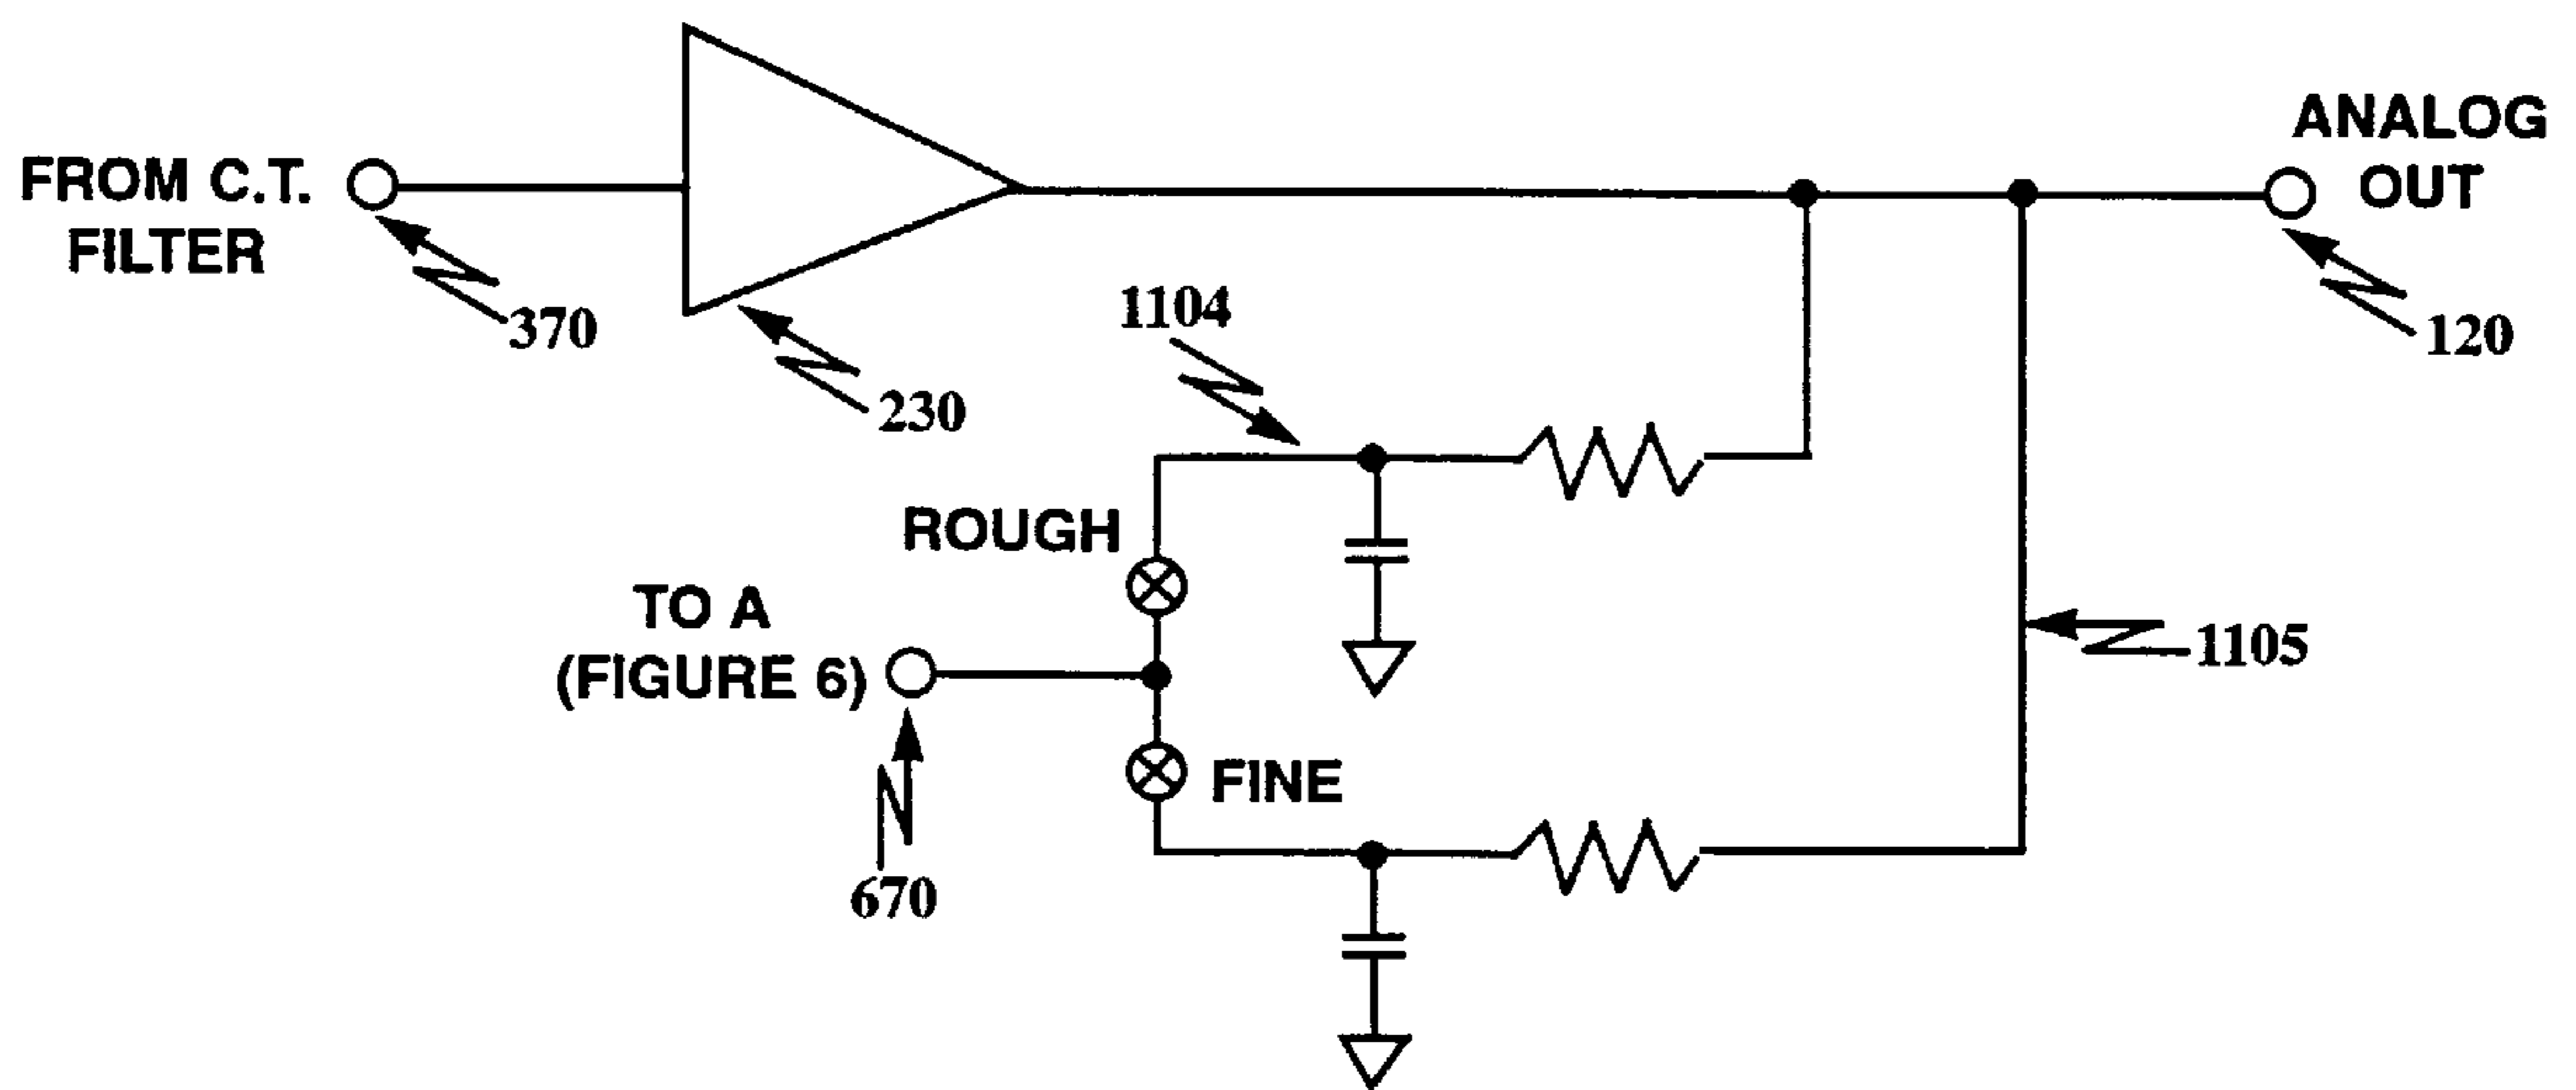 ANALOG
OUT
FROM C.T.
FILTER
370
230
1104
120
ROUGH
TO A
(FIGURE 6)
1105
FINE
670